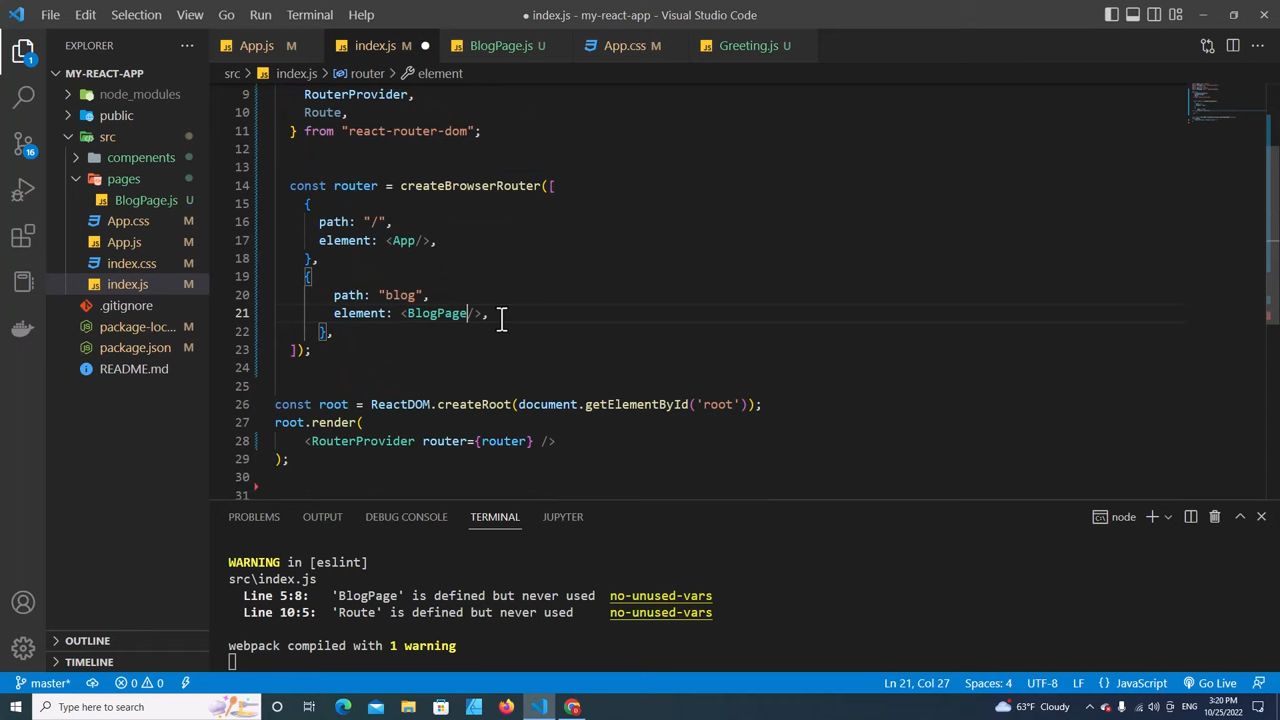 File Edit Selection View Go Run Terminal Help
● index.js - my-react-app - Visual Studio Code
EXPLORER
App.js M
index.js M
BlogPage.js U
App.css M
Greeting.js U
src > index.js > router > element
MY-REACT-APP
node_modules
public
src
compenents
pages
BlogPage.js U
App.css M
App.js M
index.css M
index.js M
.gitignore
package-loc... M
package.json M
README.md
OUTLINE
TIMELINE
1
16
9 RouterProvider,
10 Route,
11 } from "react-router-dom";
12
13
14 const router = createBrowserRouter([
15 {
16 path: "/",
17 element: <App/>,
18 },
19 {
20 path: "blog",
21 element: <BlogPage/>,
22 },
23 ]);
24
25
26 const root = ReactDOM.createRoot(document.getElementById('root'));
27 root.render(
28 <RouterProvider router={router} />
29 );
30
31
PROBLEMS OUTPUT DEBUG CONSOLE TERMINAL JUPYTER
node
WARNING in [eslint]
src\index.js
Line 5:8: 'BlogPage' is defined but never used no-unused-vars
Line 10:5: 'Route' is defined but never used no-unused-vars
webpack compiled with 1 warning
master* 0 0
Ln 21, Col 27 Spaces: 4 UTF-8 LF JavaScript Go Live
Type here to search
63°F Cloudy
3:20 PM
10/25/2022